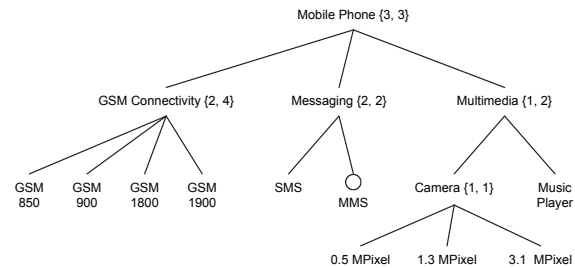 Mobile Phone {3, 3}
GSM Connectivity {2, 4}
Messaging {2, 2}
Multimedia {1, 2}
GSM
850
GSM
900
GSM
1800
GSM
1900
SMS
MMS
Camera {1, 1}
Music
Player
0.5 MPixel
1.3 MPixel
3.1 MPixel